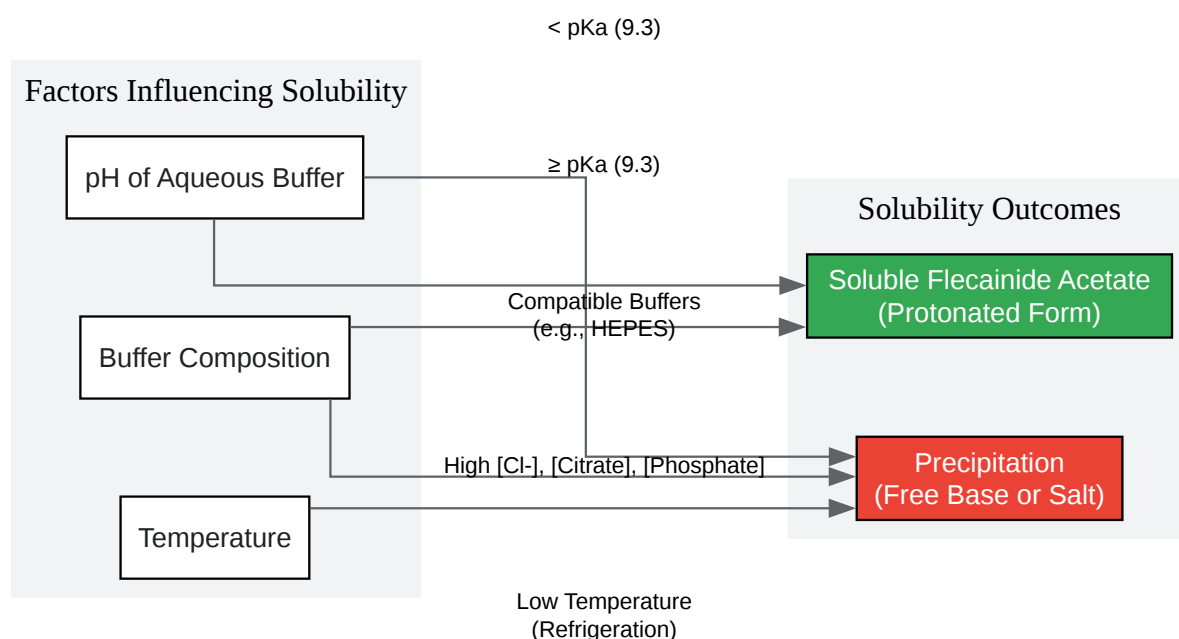 < pKa (9.3)
Factors Influencing Solubility
pH of Aqueous Buffer
≥ pKa (9.3)
Solubility Outcomes
Soluble Flecainide Acetate
(Protonated Form)
Compatible Buffers
(e.g., HEPES)
Buffer Composition
High [Cl-], [Citrate], [Phosphate]
Precipitation
(Free Base or Salt)
Temperature
Low Temperature
(Refrigeration)